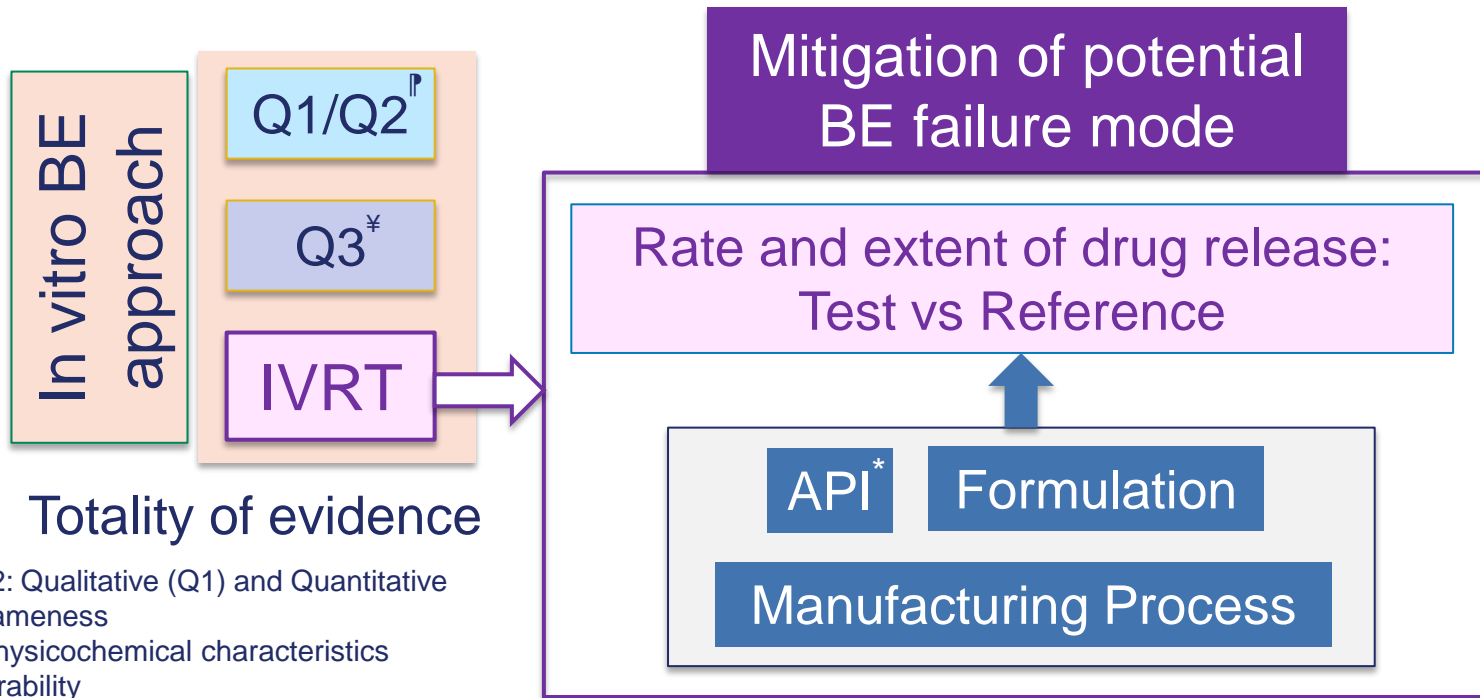 In vitro BE
approach
Q1/Q2⁋
Q3¥
IVRT
Totality of evidence
2: Qualitative (Q1) and Quantitative
ameness
hysicochemical characteristics
rability
Mitigation of potential
BE failure mode
Rate and extent of drug release:
Test vs Reference
API*
Formulation
Manufacturing Process